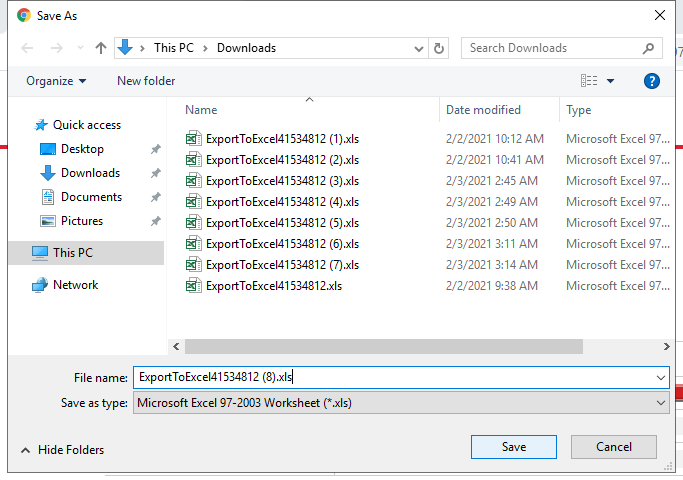 Save As
This PC > Downloads
Search Downloads
Organize
New folder
Name Date modified Type
Quick access
Desktop
Downloads
Documents
Pictures
This PC
Network
ExportToExcel41534812 (1).xls 2/2/2021 10:12 AM Microsoft Excel 97...
ExportToExcel41534812 (2).xls 2/2/2021 10:41 AM Microsoft Excel 97...
ExportToExcel41534812 (3).xls 2/3/2021 2:45 AM Microsoft Excel 97...
ExportToExcel41534812 (4).xls 2/3/2021 2:49 AM Microsoft Excel 97...
ExportToExcel41534812 (5).xls 2/3/2021 2:50 AM Microsoft Excel 97...
ExportToExcel41534812 (6).xls 2/3/2021 3:11 AM Microsoft Excel 97...
ExportToExcel41534812 (7).xls 2/3/2021 3:14 AM Microsoft Excel 97...
ExportToExcel41534812.xls 2/2/2021 9:38 AM Microsoft Excel 97...
File name: ExportToExcel41534812 (8).xls
Save as type: Microsoft Excel 97-2003 Worksheet (*.xls)
Hide Folders
Save
Cancel